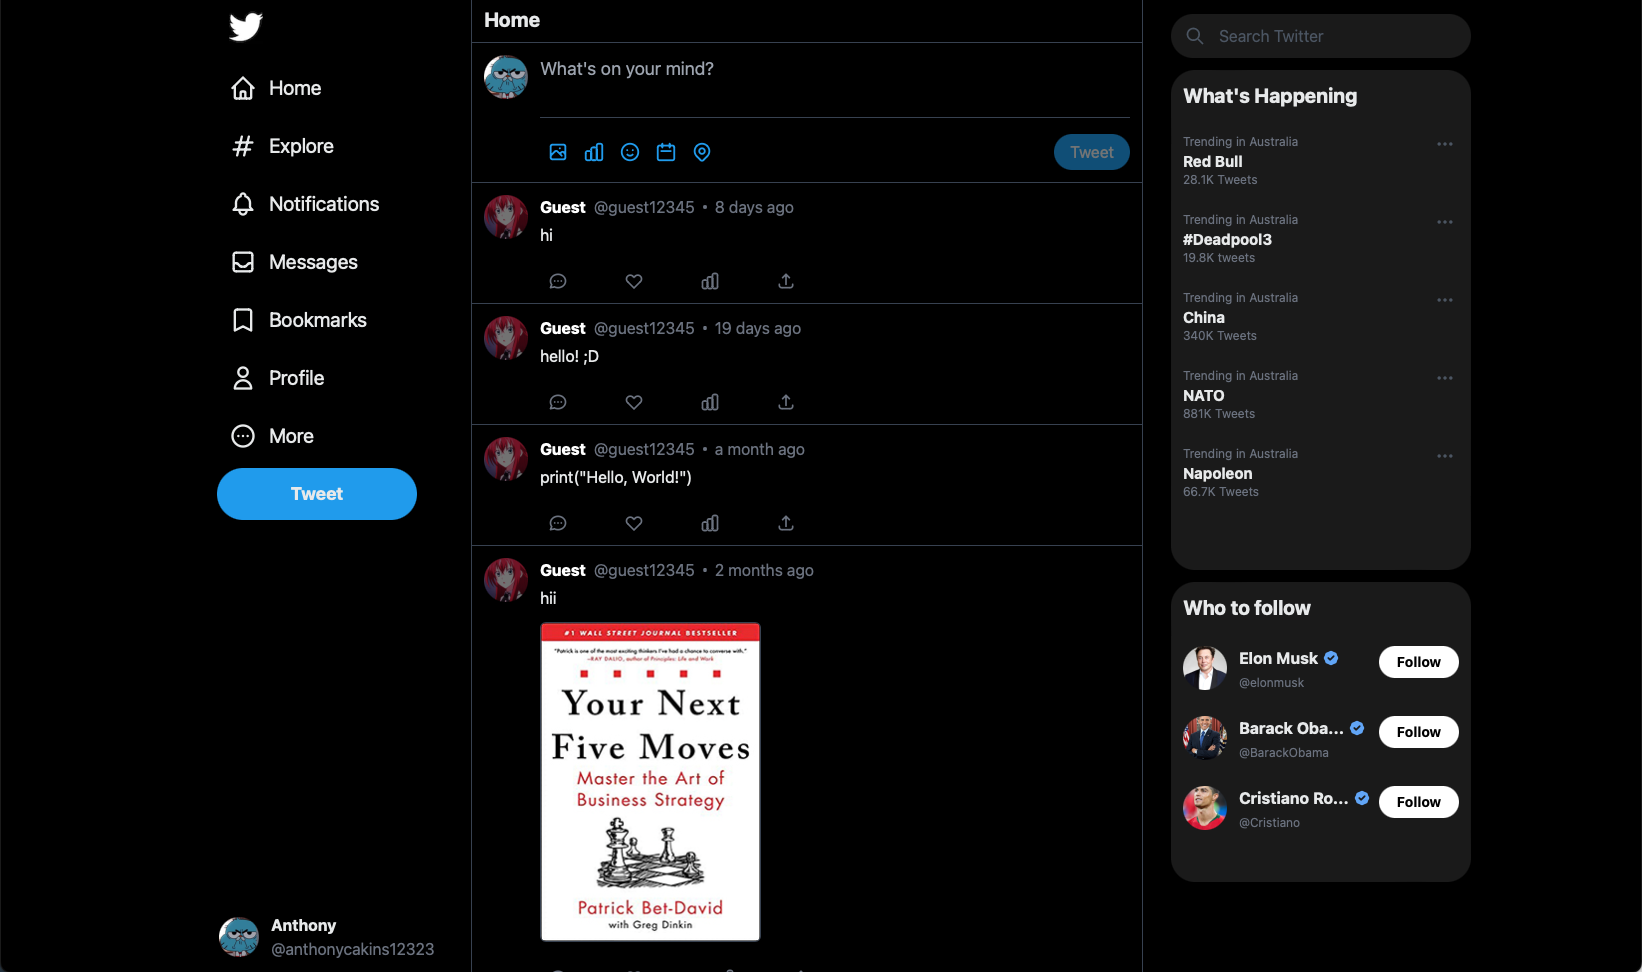 Home
Explore
Notifications
Messages
Bookmarks
Profile
More
Tweet
Anthony
@anthonycakins12323
Home
What's on your mind?
Tweet
Guest @guest12345 • 8 days ago
hi
Guest @guest12345 • 19 days ago
hello! ;D
Guest @guest12345 • a month ago
print("Hello, World!")
Guest @guest12345 • 2 months ago
hii
#1 WALL STREET JOURNAL BESTSELLER
"Patrick is one of the most exciting thinkers I've had a chance to converse with."
—RAY DALIO, author of Principles: Life and Work
Your Next
Five Moves
Master the Art of
Business Strategy
Patrick Bet-David
with Greg Dinkin
Search Twitter
What's Happening
Trending in Australia
Red Bull
28.1K Tweets
Trending in Australia
#Deadpool3
19.8K tweets
Trending in Australia
China
340K Tweets
Trending in Australia
NATO
881K Tweets
Trending in Australia
Napoleon
66.7K Tweets
Who to follow
Elon Musk
@elonmusk
Follow
Barack Oba...
@BarackObama
Follow
Cristiano Ro...
@Cristiano
Follow